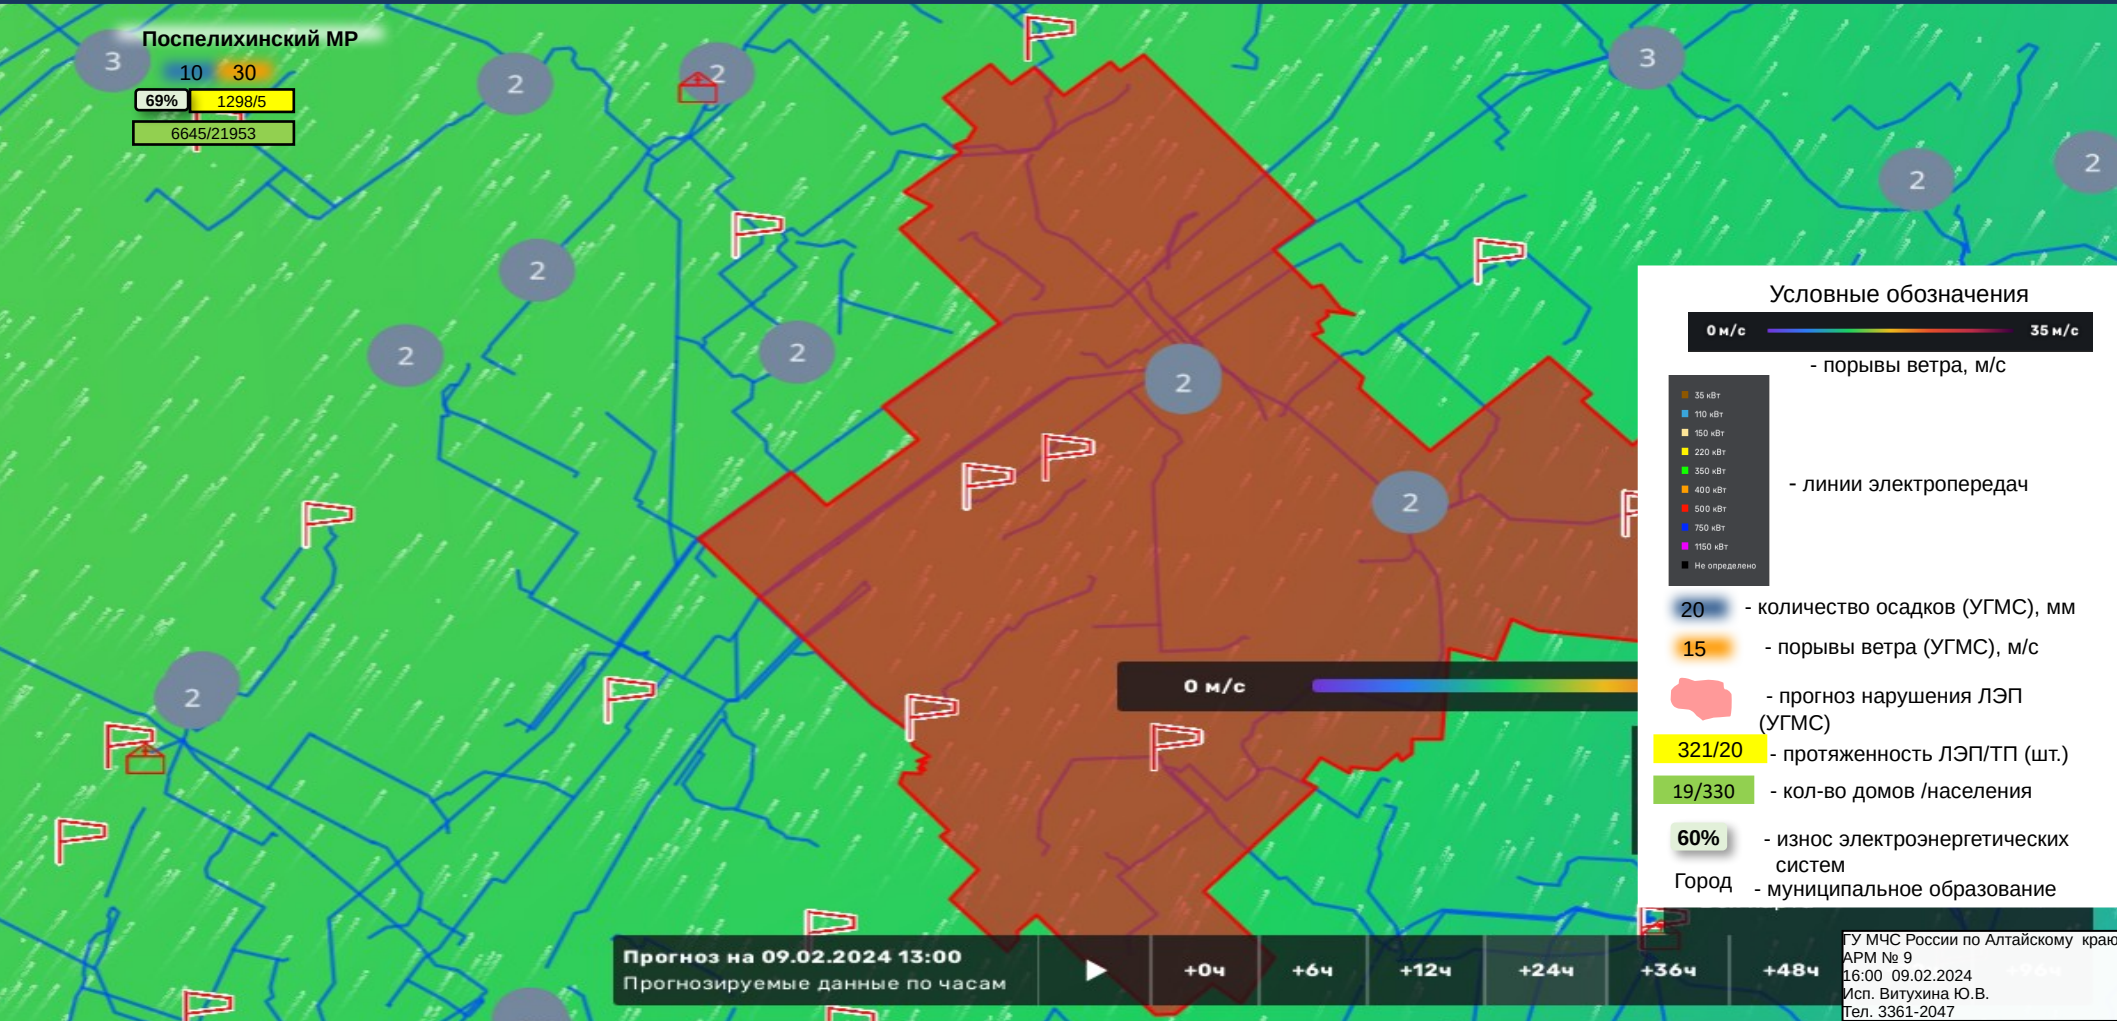 Поспелихинский МР
10 30
69% 1298/5
6645/21953
3
2
2
3
2
2
2
2
2
2
2
2
Условные обозначения
0 м/с 35 м/с
- порывы ветра, м/с
35 кВт
110 кВт
150 кВт
220 кВт
350 кВт
400 кВт
500 кВт
750 кВт
1150 кВт
Не определено
- линии электропередач
20 - количество осадков (УГМС), мм
15 - порывы ветра (УГМС), м/с
- прогноз нарушения ЛЭП
(УГМС)
321/20 - протяженность ЛЭП/ТП (шт.)
19/330 - кол-во домов /населения
60% - износ электроэнергетических
систем
Город - муниципальное образование
0 м/с
2
Прогноз на 09.02.2024 13:00
Прогнозируемые данные по часам
+0ч +6ч +12ч +24ч +36ч +48ч
ГУ МЧС России по Алтайскому краю
АРМ № 9
16:00 09.02.2024
Исп. Витухина Ю.В.
Тел. 3361-2047